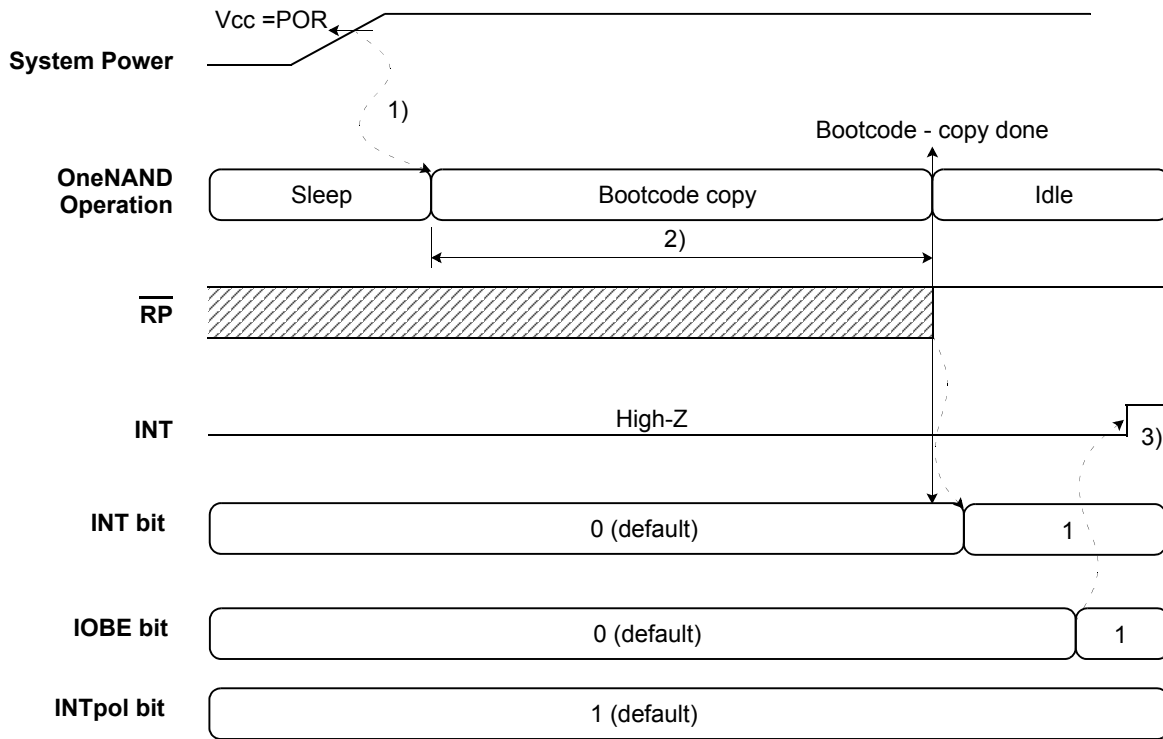 Vcc =POR
System Power
1)
Bootcode - copy done
OneNAND
Operation
Sleep
Bootcode copy
Idle
2)
RP
High-Z
INT
3)
INT bit
0 (default)
1
IOBE bit
0 (default)
1
INTpol bit
1 (default)